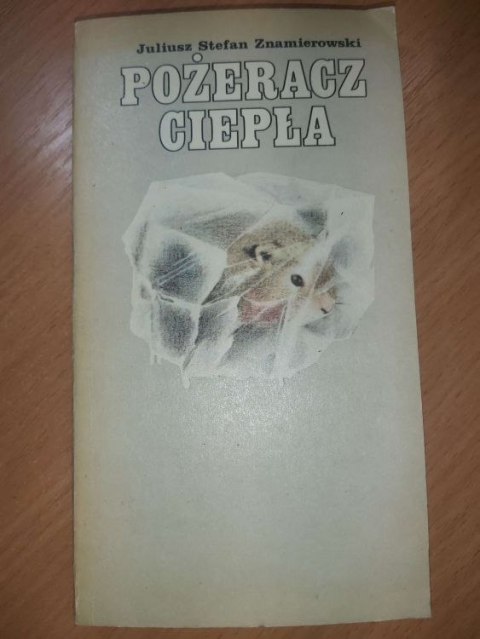 Juliusz Stefan Znamierowski
POŻERACZ
CIEPŁA